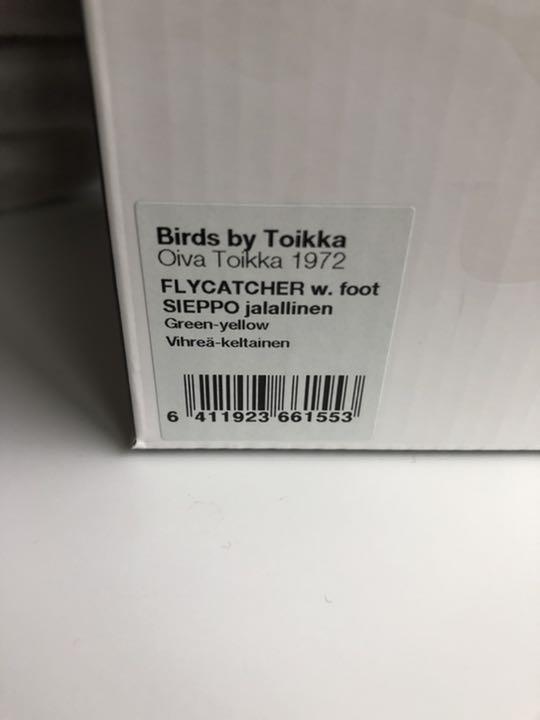 Birds by Toikka
Oiva Toikka 1972
FLYCATCHER w. foot
SIEPPO jalallinen
Green-yellow
Vihreä-keltainen
6 411923 661553